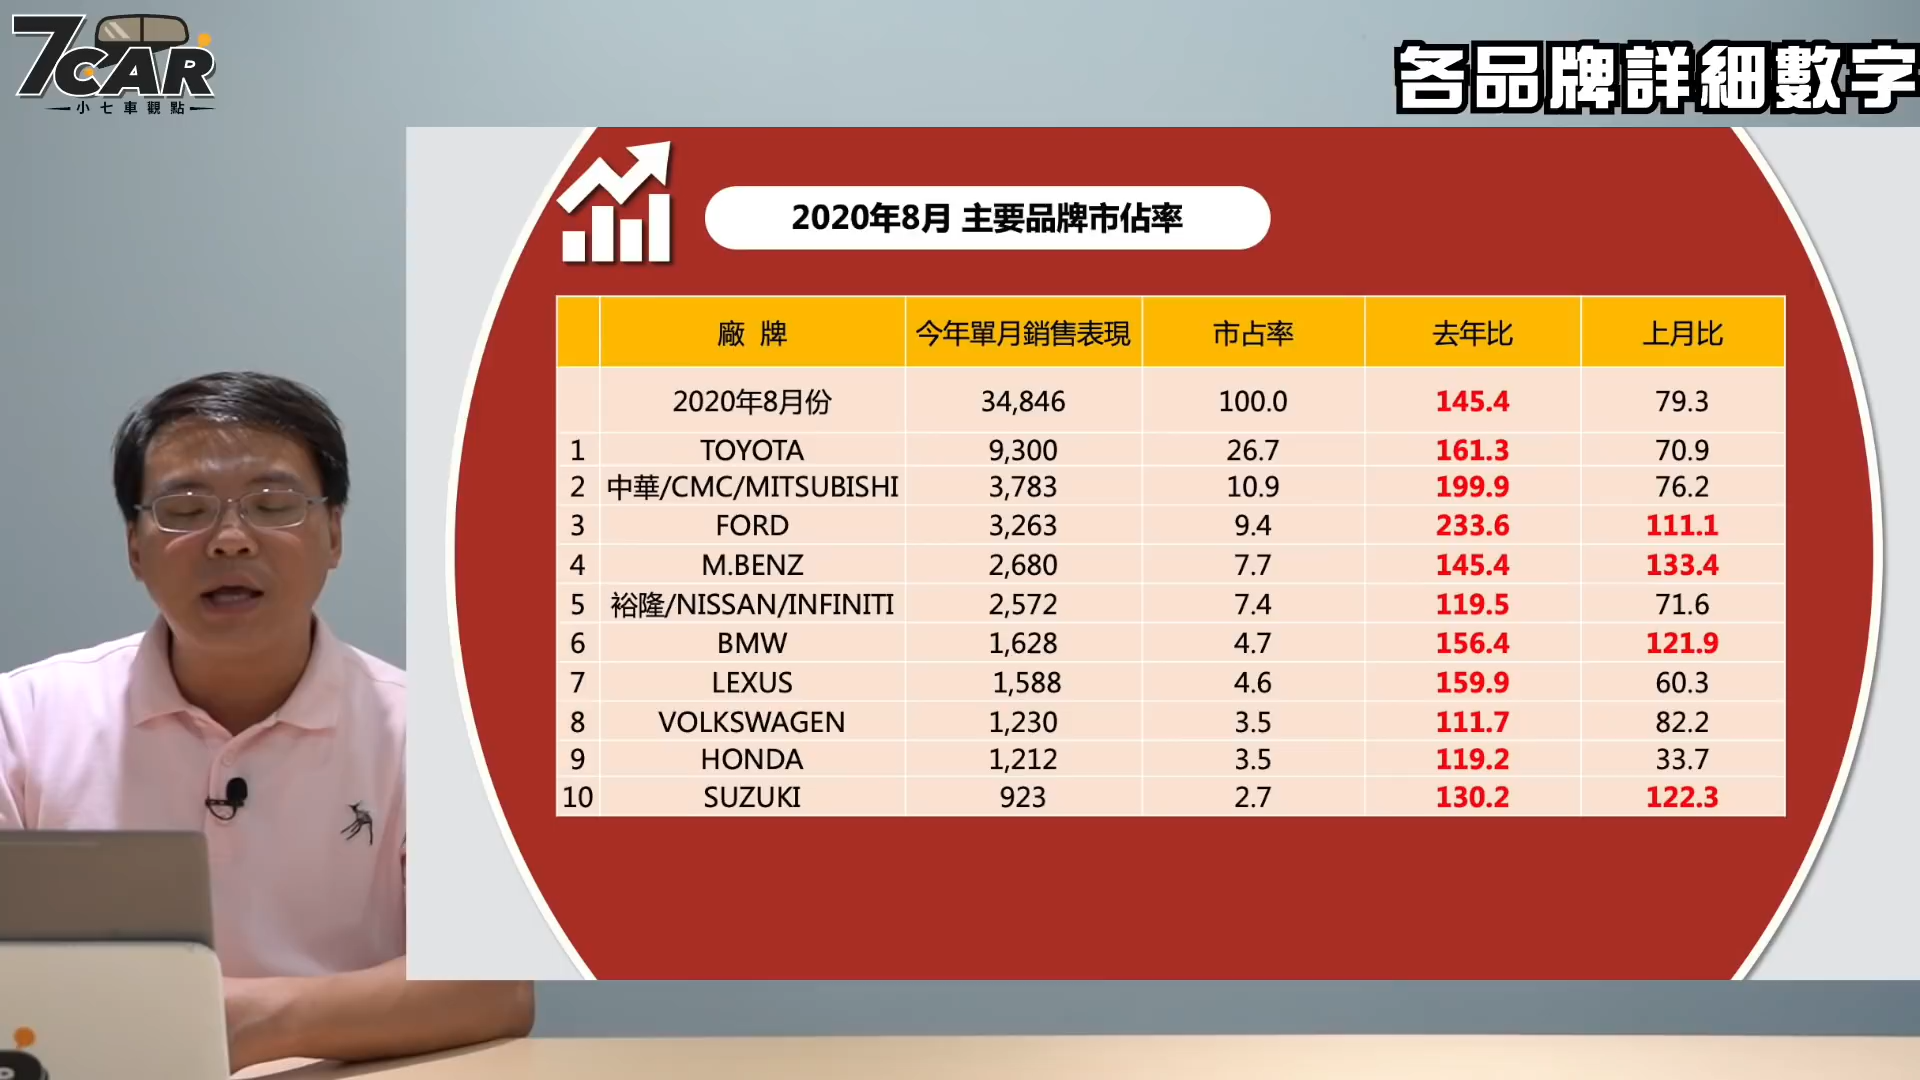 7CAR
小七車觀點
各品牌詳細數字
2020年8月 主要品牌市佔率
廠 牌 今年單月銷售表現 市占率 去年比 上月比
2020年8月份 34,846 100.0 145.4 79.3
1 TOYOTA 9,300 26.7 161.3 70.9
2 中華/CMC/MITSUBISHI 3,783 10.9 199.9 76.2
3 FORD 3,263 9.4 233.6 111.1
4 M.BENZ 2,680 7.7 145.4 133.4
5 裕隆/NISSAN/INFINITI 2,572 7.4 119.5 71.6
6 BMW 1,628 4.7 156.4 121.9
7 LEXUS 1,588 4.6 159.9 60.3
8 VOLKSWAGEN 1,230 3.5 111.7 82.2
9 HONDA 1,212 3.5 119.2 33.7
10 SUZUKI 923 2.7 130.2 122.3